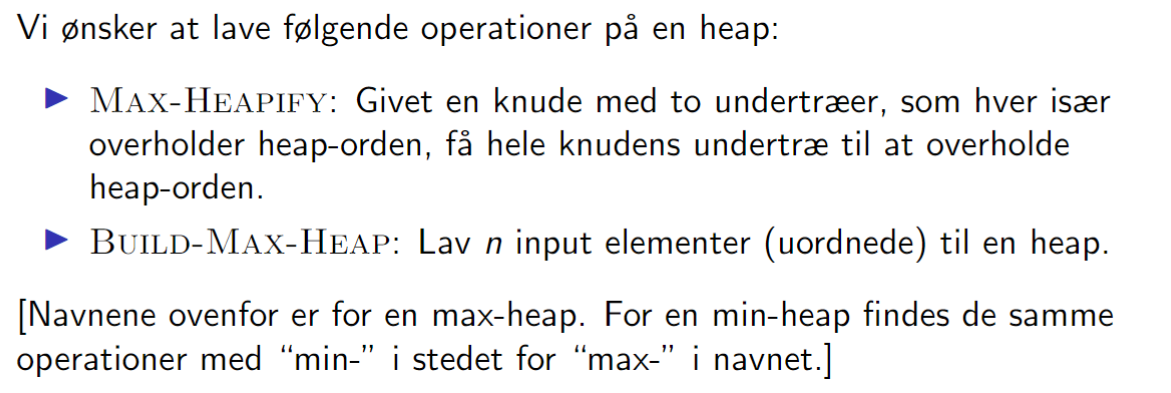 Vi ønsker at lave følgende operationer på en heap:
▶ MAX-HEAPIFY: Givet en knude med to undertræer, som hver især
overholder heap-orden, få hele knudens undertræ til at overholde
heap-orden.
▶ BUILD-MAX-HEAP: Lav n input elementer (uordnede) til en heap.
[Navnene ovenfor er for en max-heap. For en min-heap findes de samme
operationer med “min-” i stedet for “max-” i navnet.]